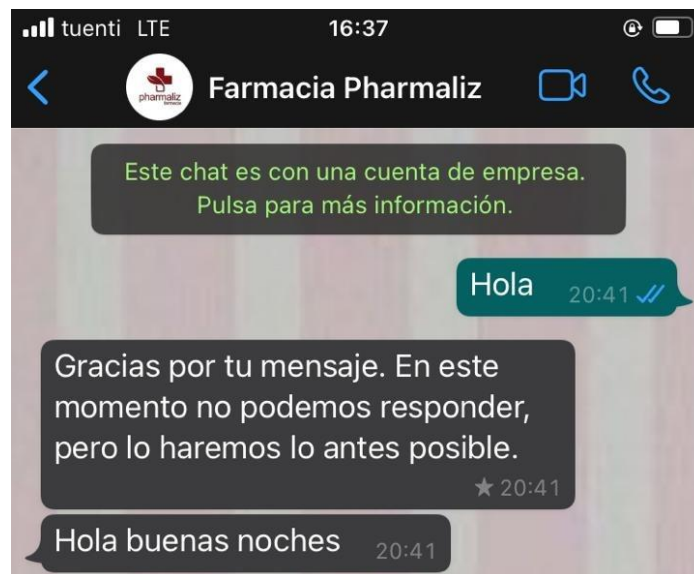 tuenti LTE 16:37
pharmaliz
farmacia
Farmacia Pharmaliz
Este chat es con una cuenta de empresa.
Pulsa para más información.
Hola 20:41
Gracias por tu mensaje. En este
momento no podemos responder,
pero lo haremos lo antes posible.
★ 20:41
Hola buenas noches 20:41